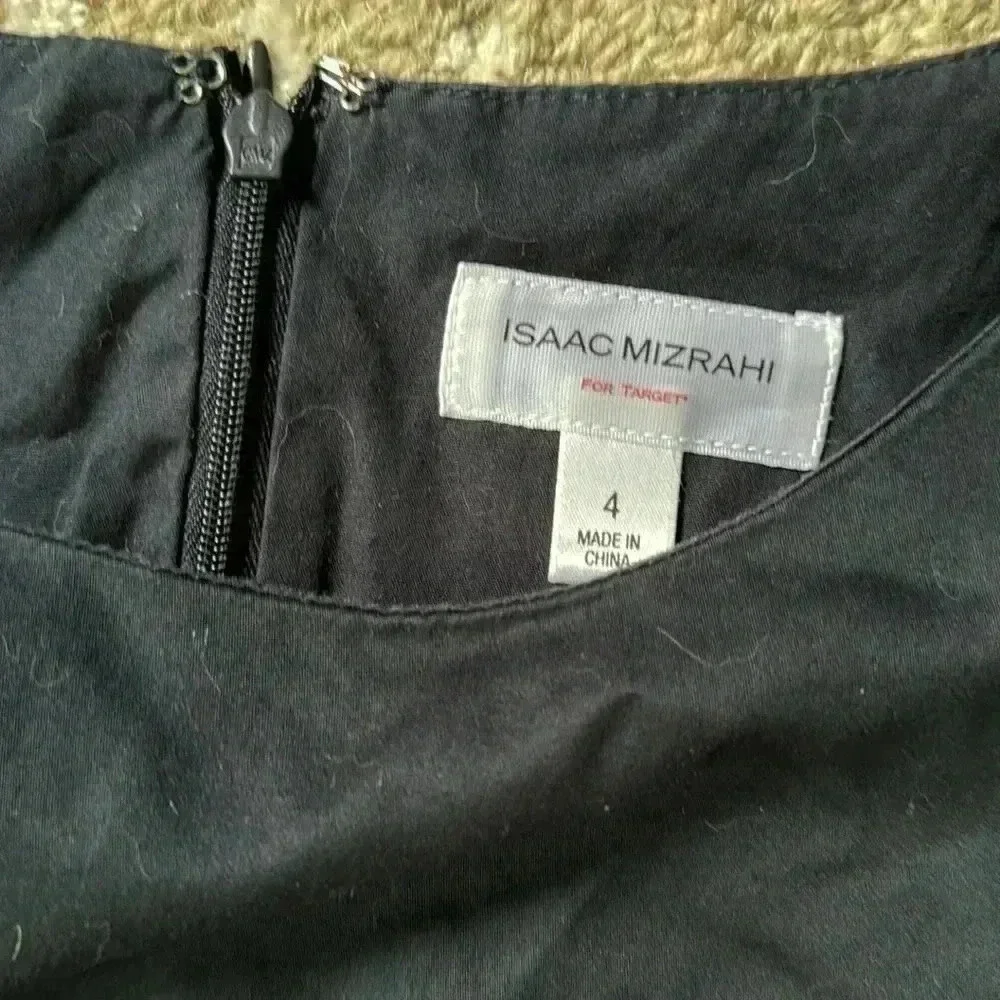 ISAAC MIZRAHI
FOR TARGET*
4
MADE IN
CHINA